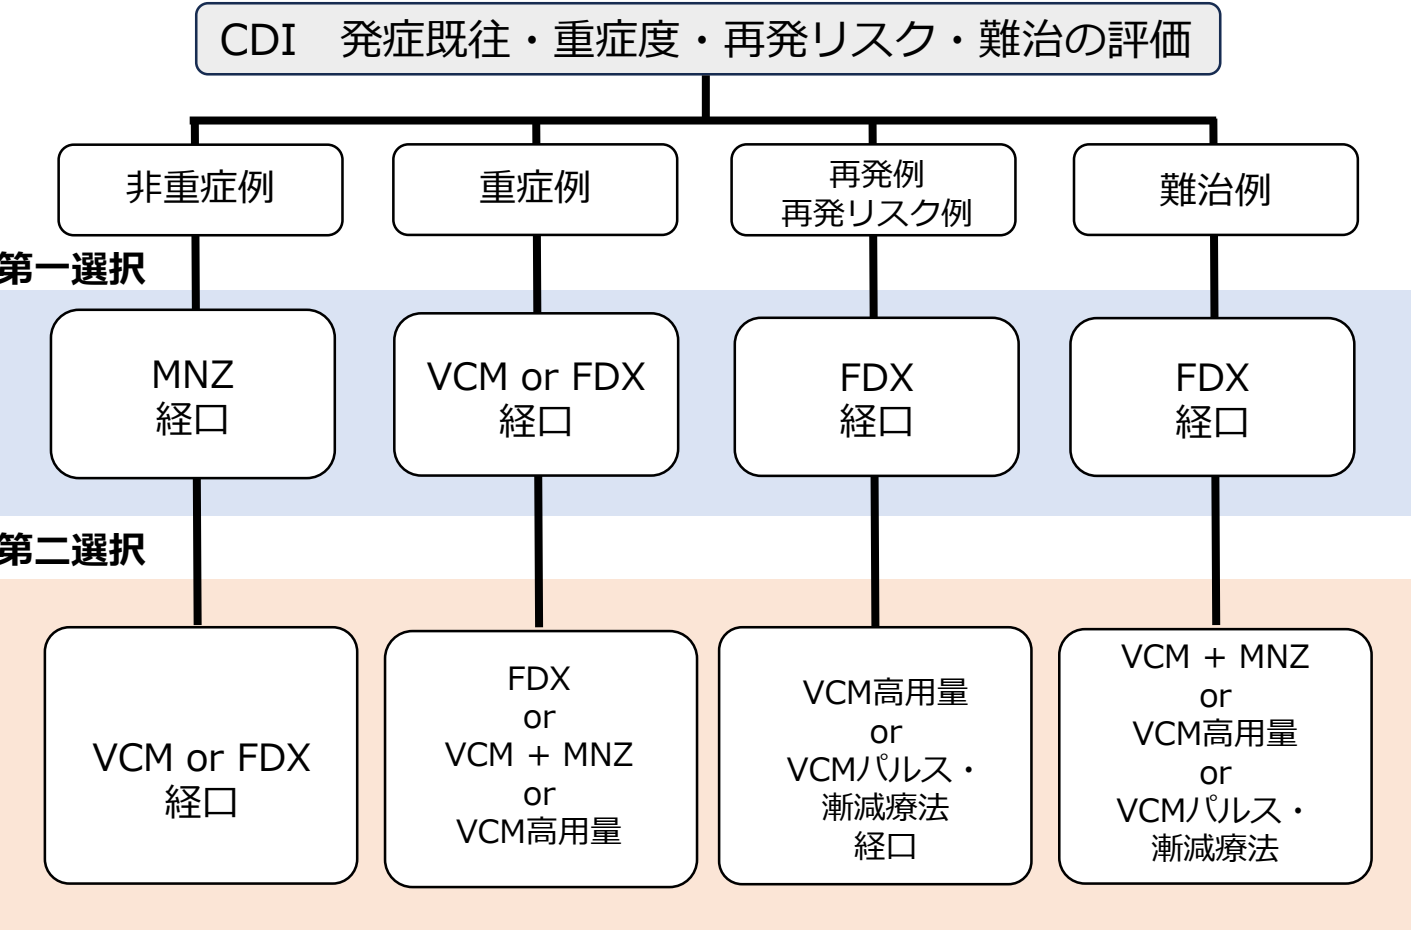 CDI　発症既往・重症度・再発リスク・難治の評価
非重症例
重症例
再発例
再発リスク例
難治例
第一選択
MNZ
経口
VCM or FDX
経口
FDX
経口
FDX
経口
第二選択
VCM or FDX
経口
FDX
or
VCM + MNZ
or
VCM高用量
VCM高用量
or
VCMパルス・
漸減療法
経口
VCM + MNZ
or
VCM高用量
or
VCMパルス・
漸減療法